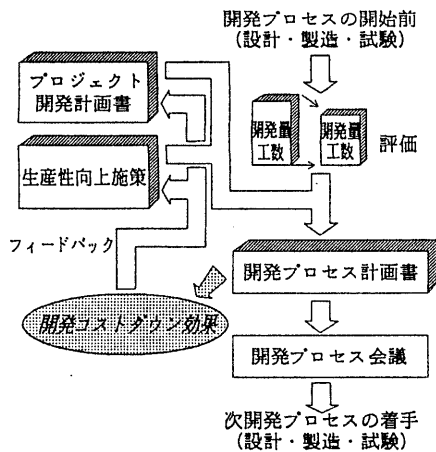 開発プロセスの開始前
(設計・製造・試験)
プロジェクト
開発計画書
開発量
工数
開発量
工数
評価
生産性向上施策
フィードバック
開発プロセス計画書
開発コストダウン効果
開発プロセス会議
次開発プロセスの着手
(設計・製造・試験)